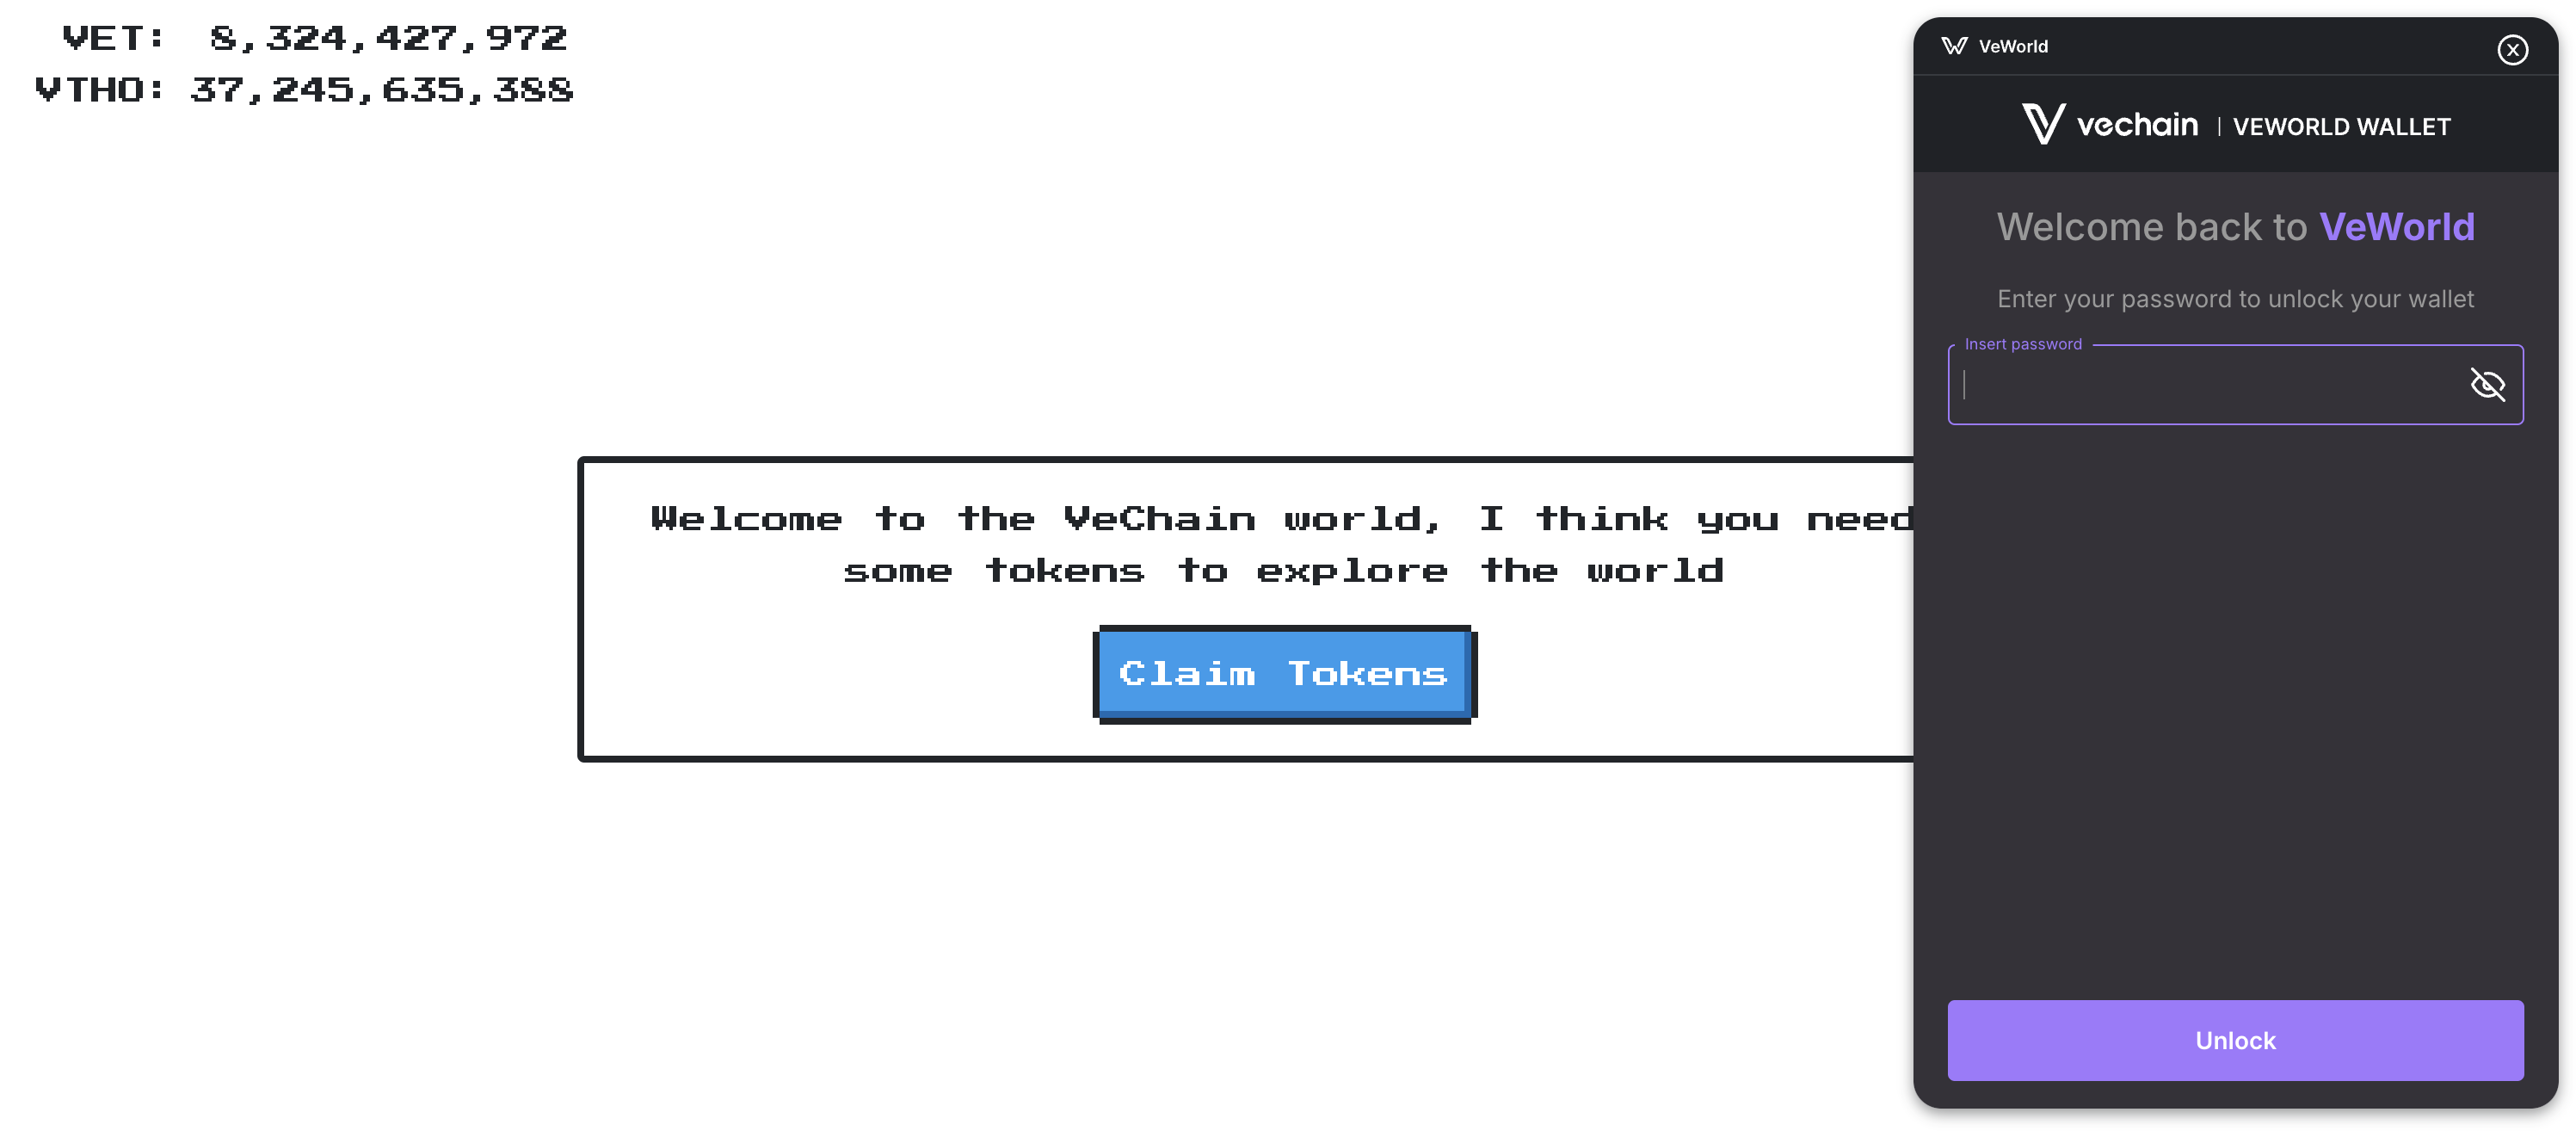 VET: 8,324,427,972
VTHO: 37,245,635,388
Welcome to the VeChain world, I think you need
some tokens to explore the world
Claim Tokens
VeWorld
vechain | VEWORLD WALLET
Welcome back to VeWorld
Enter your password to unlock your wallet
Insert password
Unlock